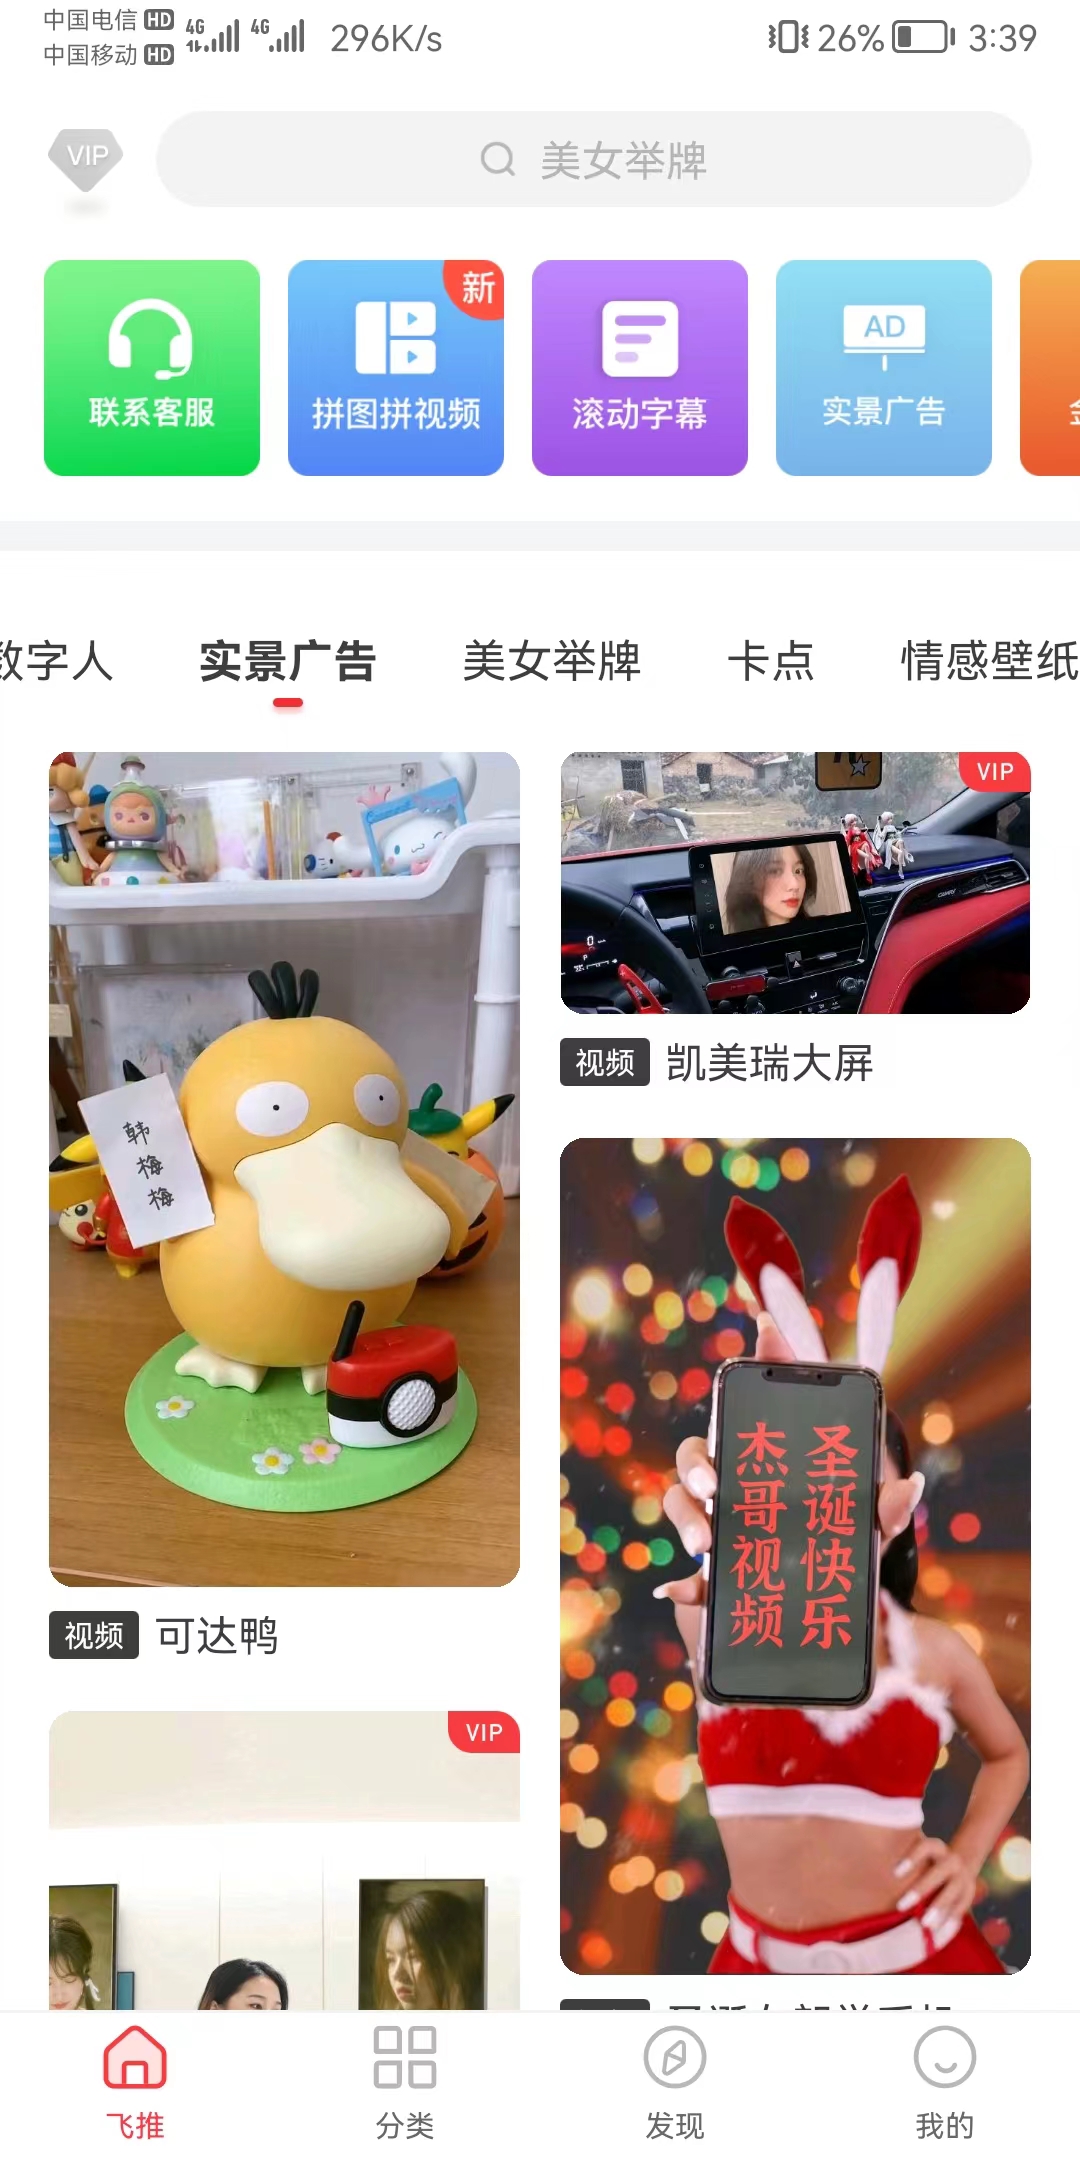 中国电信 HD 4G 4G 296K/s 26% 3:39
中国移动 HD
VIP 美女举牌
联系客服 拼图拼视频 新 滚动字幕 AD 实景广告
数字人 实景广告 美女举牌 卡点 情感壁纸
VIP
韩梅梅
视频 凯美瑞大屏
圣诞快乐
杰哥视频
视频 可达鸭
VIP
飞推 分类 发现 我的